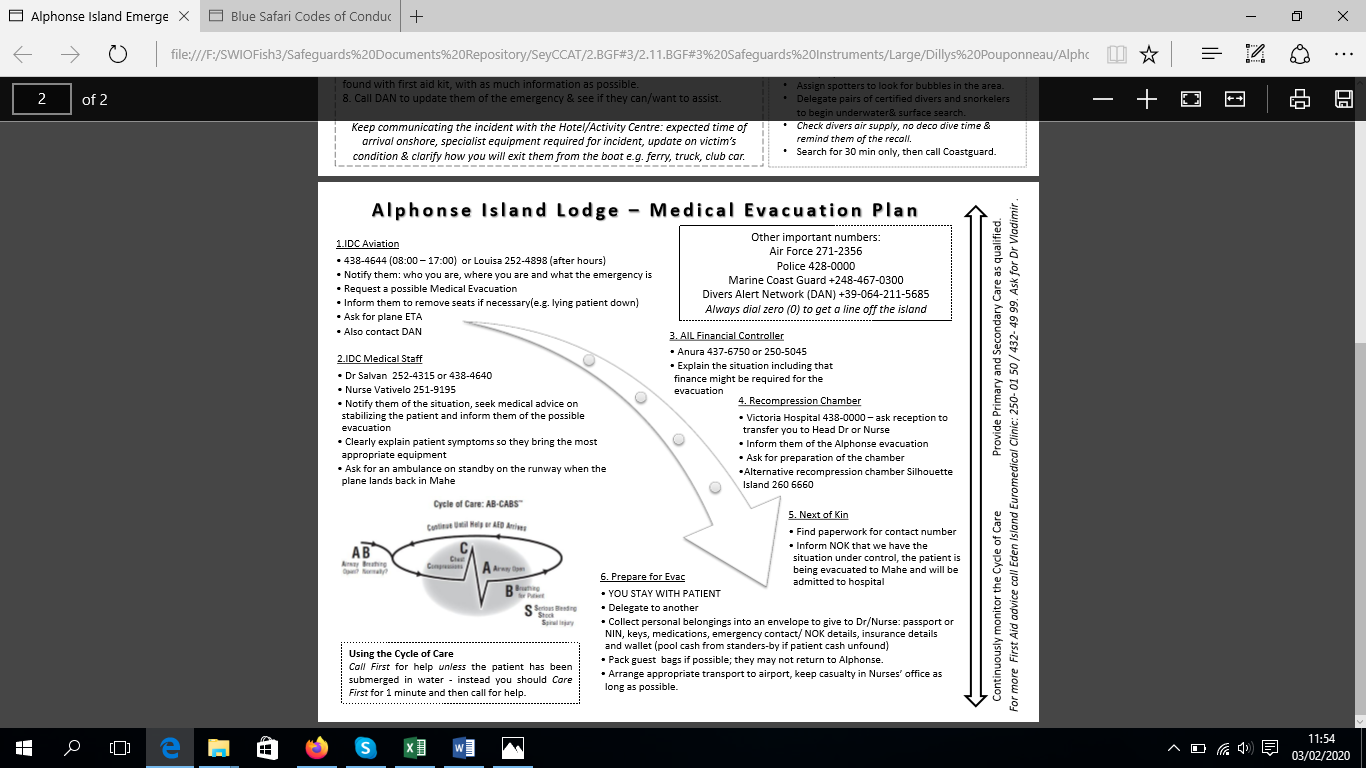 Alphonse Island Emerge
Blue Safari Codes of Conduc
file:///F:/SWIOFish3/Safeguards%20Documents%20Repository/SeyCCAT/2.BGF#3/2.11.BGF#3%20Safeguards%20Instruments/Large/Dillys%20Pouponneau/Alphc
2 of 2
found with first aid kit, with as much information as possible.
8. Call DAN to update them of the emergency & see if they can/want to assist.
Keep communicating the incident with the Hotel/Activity Centre: expected time of
arrival onshore, specialist equipment required for incident, update on victim's
condition & clarify how you will exit them from the boat e.g. ferry, truck, club car.
• Assign spotters to look for bubbles in the area.
• Delegate pairs of certified divers and snorkelers
to begin underwater& surface search.
• Check divers air supply, no deco dive time &
remind them of the recall.
• Search for 30 min only, then call Coastguard.
Alphonse Island Lodge – Medical Evacuation Plan
1.IDC Aviation
• 438-4644 (08:00 – 17:00) or Louisa 252-4898 (after hours)
• Notify them: who you are, where you are and what the emergency is
• Request a possible Medical Evacuation
• Inform them to remove seats if necessary(e.g. lying patient down)
• Ask for plane ETA
• Also contact DAN
Other important numbers:
Air Force 271-2356
Police 428-0000
Marine Coast Guard +248-467-0300
Divers Alert Network (DAN) +39-064-211-5685
Always dial zero (0) to get a line off the island
2.IDC Medical Staff
• Dr Salvan 252-4315 or 438-4640
• Nurse Vativelo 251-9195
• Notify them of the situation, seek medical advice on
stabilizing the patient and inform them of the possible
evacuation
• Clearly explain patient symptoms so they bring the most
appropriate equipment
• Ask for an ambulance on standby on the runway when the
plane lands back in Mahe
3. AIL Financial Controller
• Anura 437-6750 or 250-5045
• Explain the situation including that
finance might be required for the
evacuation
4. Recompression Chamber
• Victoria Hospital 438-0000 – ask reception to
transfer you to Head Dr or Nurse
• Inform them of the Alphonse evacuation
• Ask for preparation of the chamber
•Alternative recompression chamber Silhouette
Island 260 6660
5. Next of Kin
• Find paperwork for contact number
• Inform NOK that we have the
situation under control, the patient is
being evacuated to Mahe and will be
admitted to hospital
Cycle of Care: AB-CABS™
Continue Until Help or AED Arrives
AB
Airway Breathing
Open? Normally?
C
Chest
Compressions
A Airway Open
B Breathing
for Patient
S Serious Bleeding
Shock
Spinal Injury
6. Prepare for Evac
• YOU STAY WITH PATIENT
• Delegate to another
• Collect personal belongings into an envelope to give to Dr/Nurse: passport or
NIN, keys, medications, emergency contact/ NOK details, insurance details
and wallet (pool cash from standers-by if patient cash unfound)
• Pack guest bags if possible; they may not return to Alphonse.
• Arrange appropriate transport to airport, keep casualty in Nurses' office as
long as possible.
Using the Cycle of Care
Call First for help unless the patient has been
submerged in water - instead you should Care
First for 1 minute and then call for help.
Continuously monitor the Cycle of Care Provide Primary and Secondary Care as qualified.
For more First Aid advice call Eden Island Euromedical Clinic: 250- 01 50 / 432- 49 99. Ask for Dr Vladimir .
11:54
03/02/2020